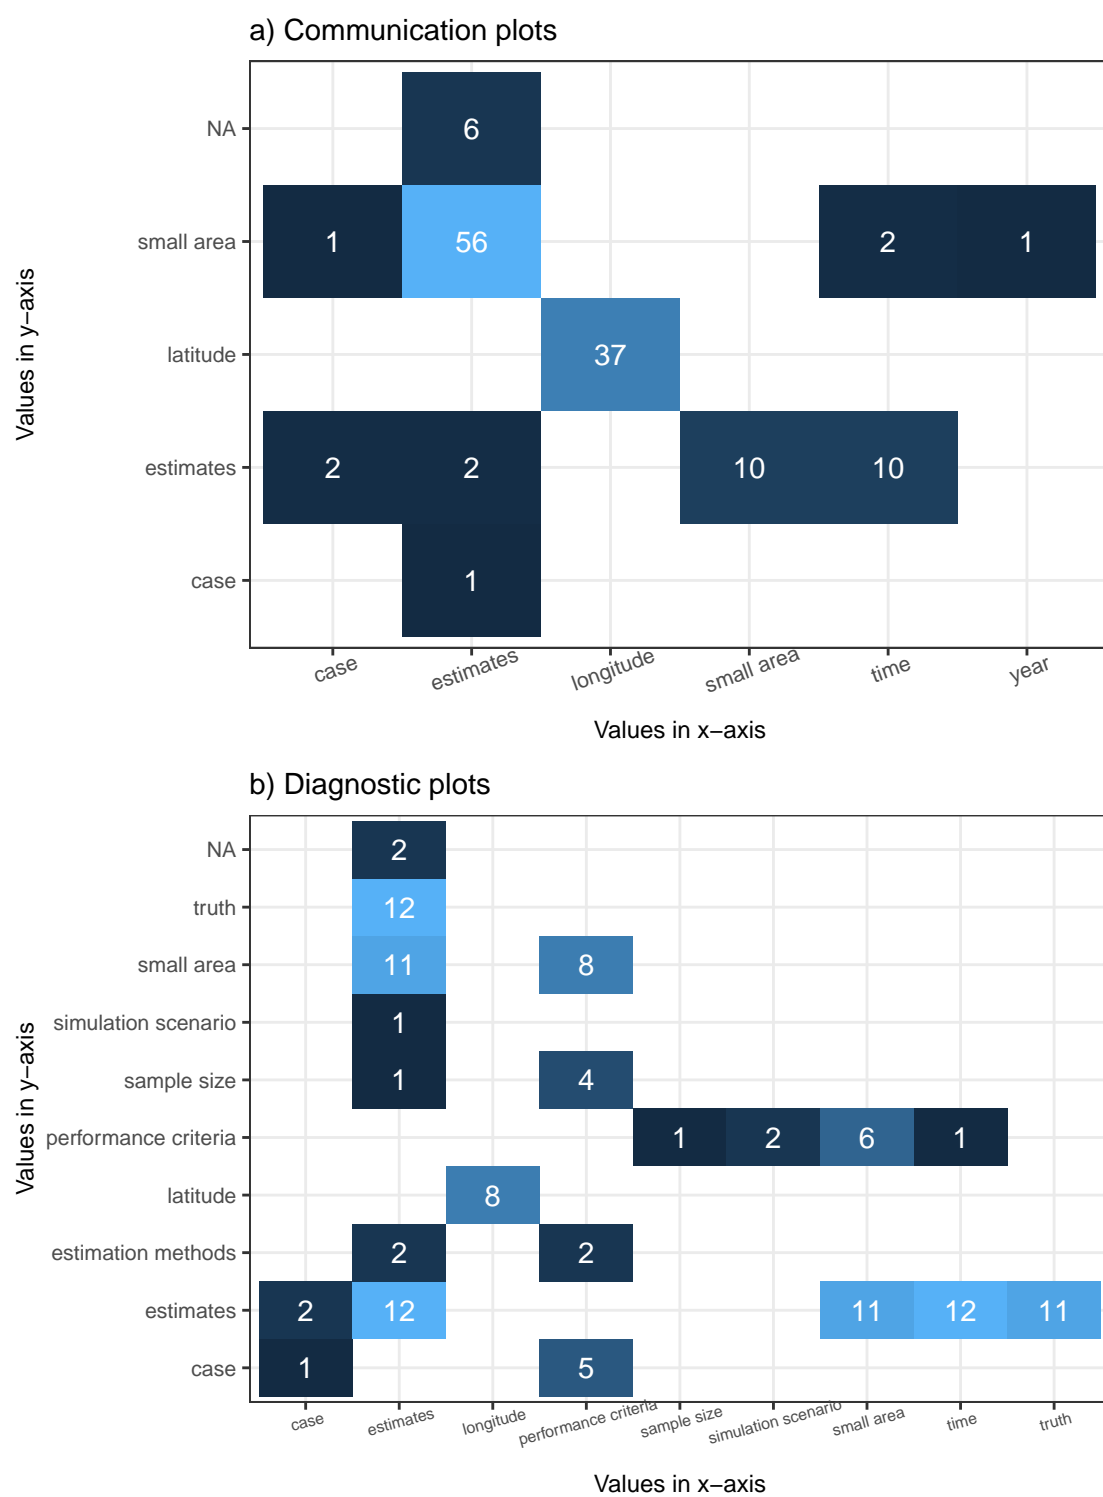 a) Communication plots
Values in y−axis
NA
6
small area
1 56 2 1
latitude
37
estimates
2 2 10 10
case
1
case estimates longitude small area time year
Values in x−axis
b) Diagnostic plots
Values in y−axis
NA
2
truth
12
small area
11 8
simulation scenario
1
sample size
1 4
performance criteria
1 2 6 1
latitude
8
estimation methods
2 2
estimates
2 12 11 12 11
case
1 5
case estimates longitude performance criteria sample size simulation scenario small area time truth
Values in x−axis